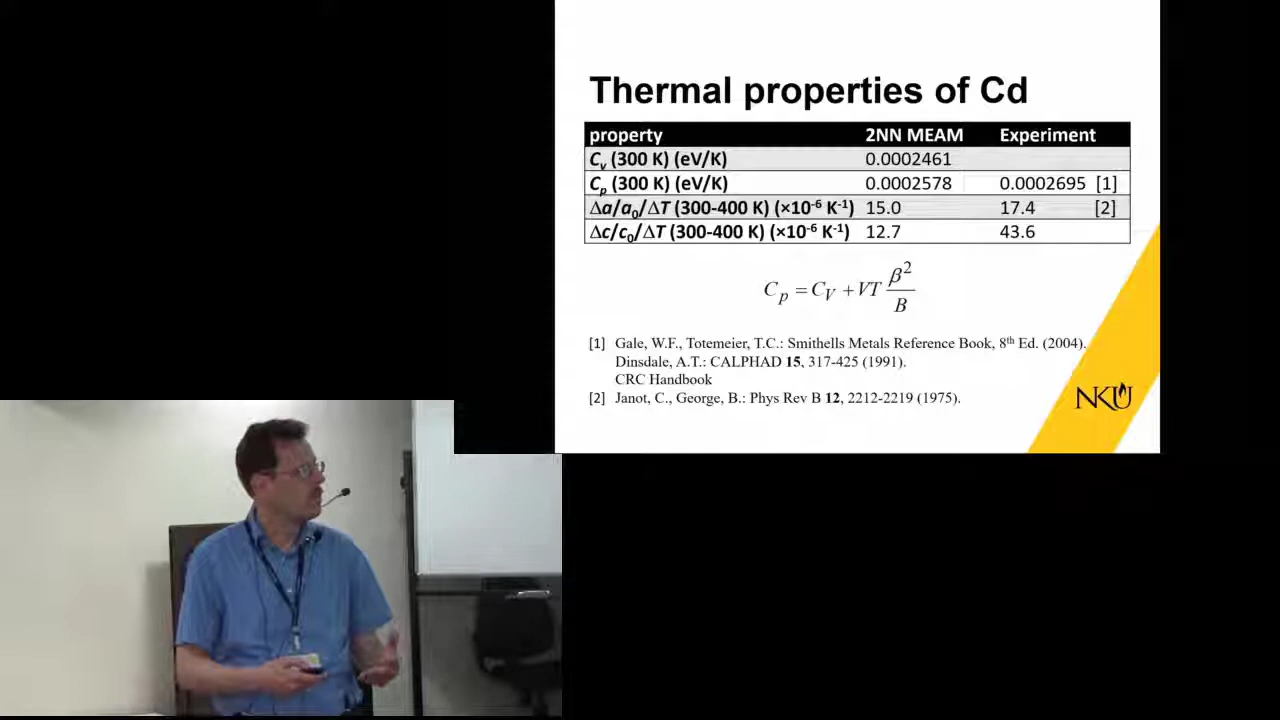 Thermal properties of Cd
property 2NN MEAM Experiment
Cv (300 K) (eV/K) 0.0002461
Cp (300 K) (eV/K) 0.0002578 0.0002695 [1]
Δa/a0/ΔT (300-400 K) (×10-6 K-1) 15.0 17.4 [2]
Δc/c0/ΔT (300-400 K) (×10-6 K-1) 12.7 43.6
Cp = CV + VT β2/B
[1] Gale, W.F., Totemeier, T.C.: Smithells Metals Reference Book, 8th Ed. (2004).
Dinsdale, A.T.: CALPHAD 15, 317-425 (1991).
CRC Handbook
[2] Janot, C., George, B.: Phys Rev B 12, 2212-2219 (1975).
NKU